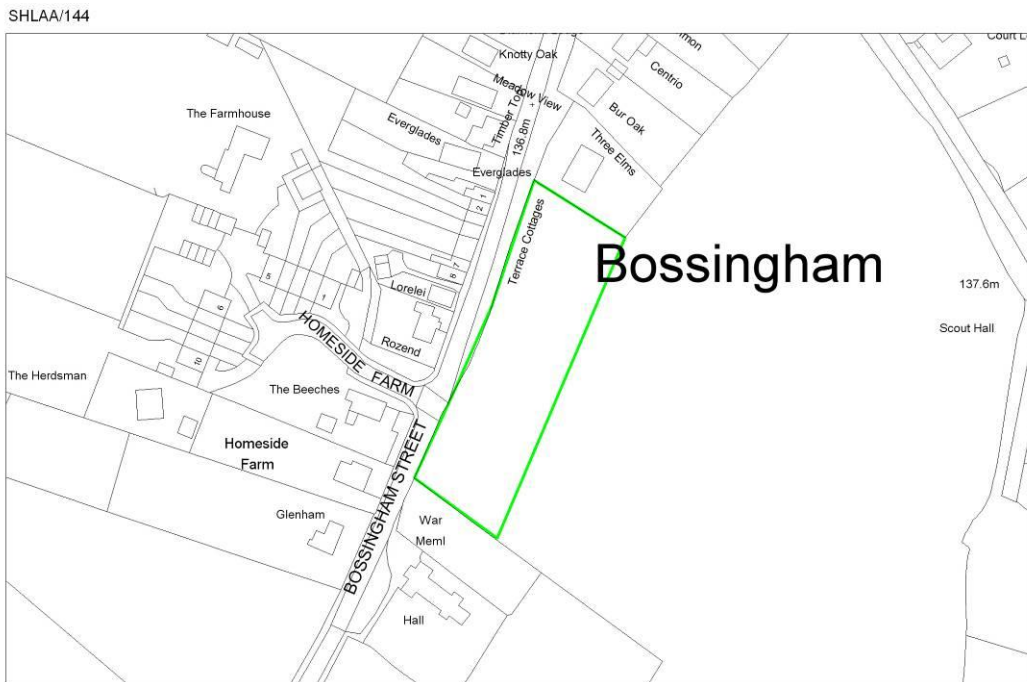 SHLAA/144
Knotty Oak
Court L
Centrio
Meadow View
Timber Top
The Farmhouse
Bur Oak
Everglades
136.8m
Three Elms
Everglades
1
2
Terrace Cottages
Bossingham
7
8
5
1
Lorelei
137.6m
6
HOMESIDE FARM
Scout Hall
Rozend
10
The Herdsman
The Beeches
Homeside
Farm
BOSSINGHAM STREET
Glenham
War
Meml
Hall